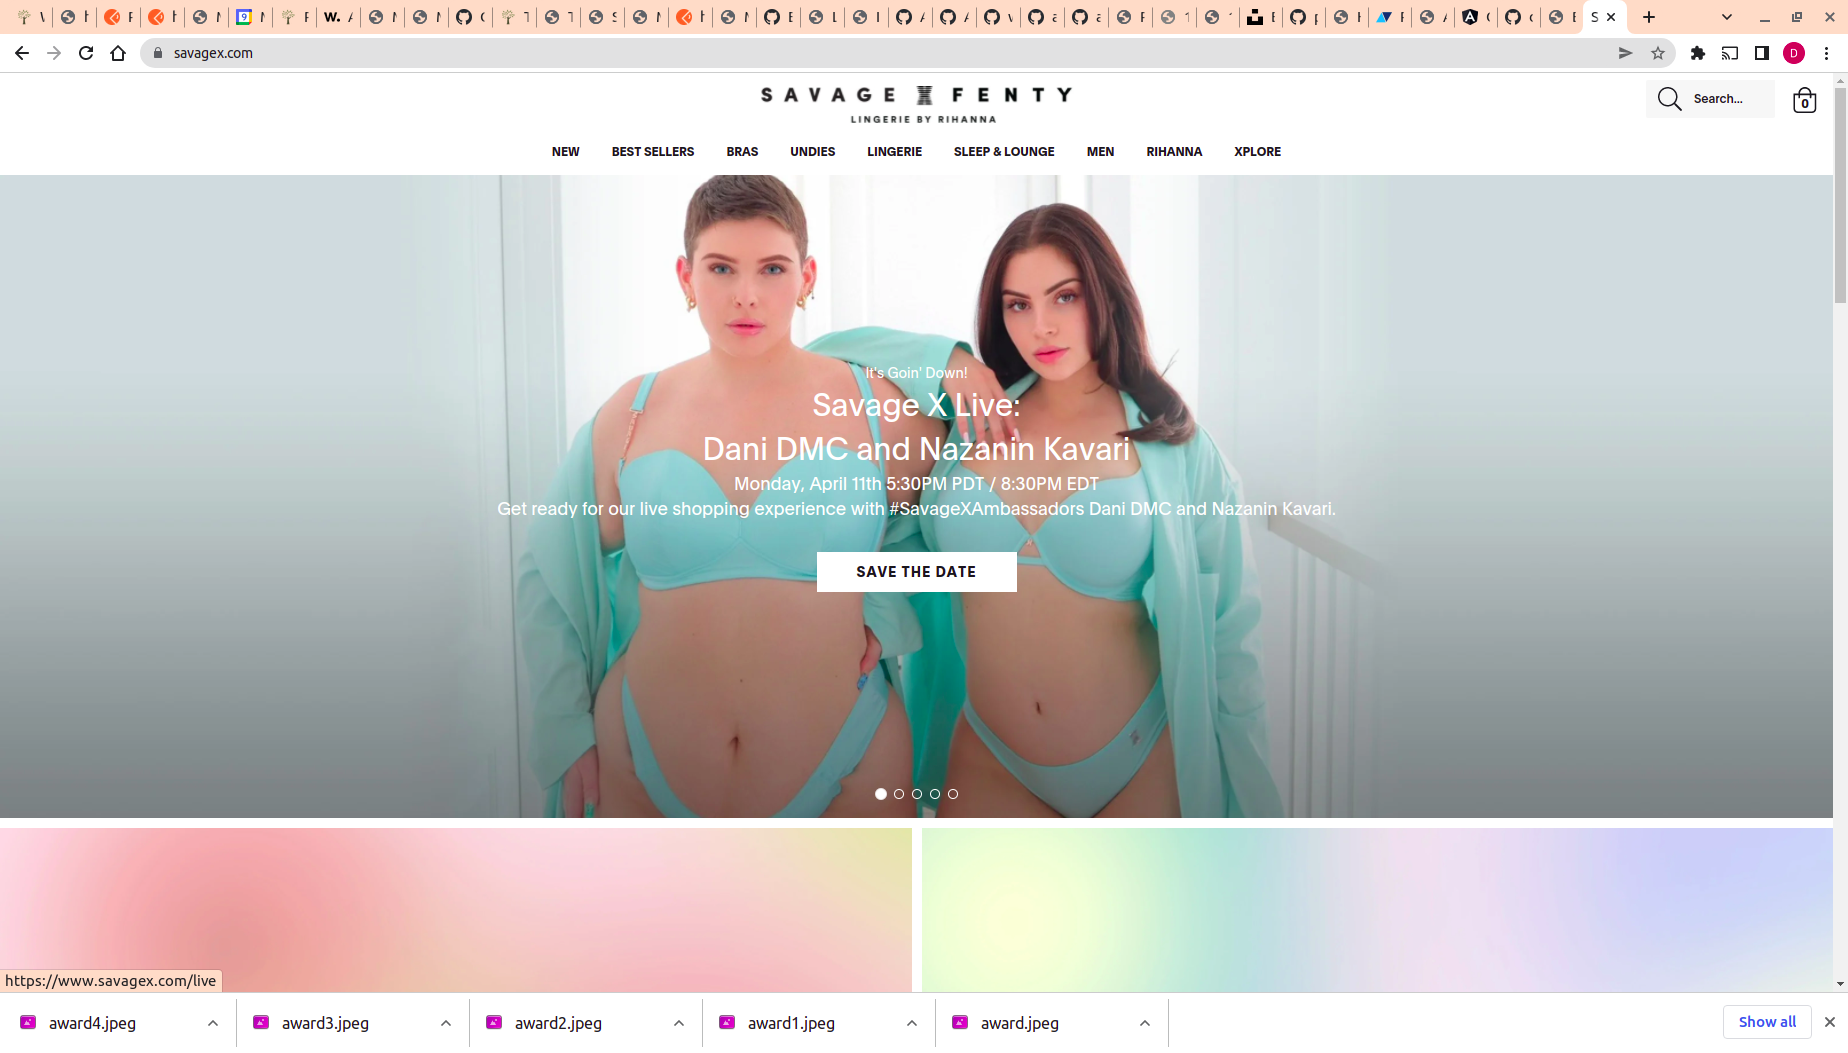 savagex.com
D
SAVAGE X FENTY
LINGERIE BY RIHANNA
Search...
0
NEW BEST SELLERS BRAS UNDIES LINGERIE SLEEP & LOUNGE MEN RIHANNA XPLORE
It's Goin' Down!
Savage X Live:
Dani DMC and Nazanin Kavari
Monday, April 11th 5:30PM PDT / 8:30PM EDT
Get ready for our live shopping experience with #SavageXAmbassadors Dani DMC and Nazanin Kavari.
SAVE THE DATE
https://www.savagex.com/live
award4.jpeg award3.jpeg award2.jpeg award1.jpeg award.jpeg Show all